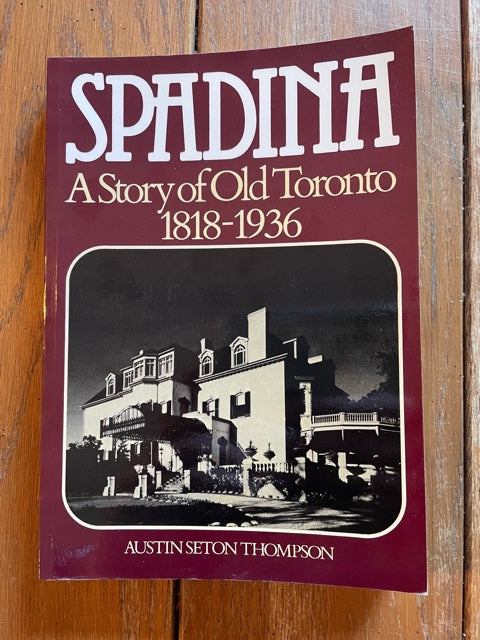 SPADINA
A Story of Old Toronto
1818-1936
AUSTIN SETON THOMPSON